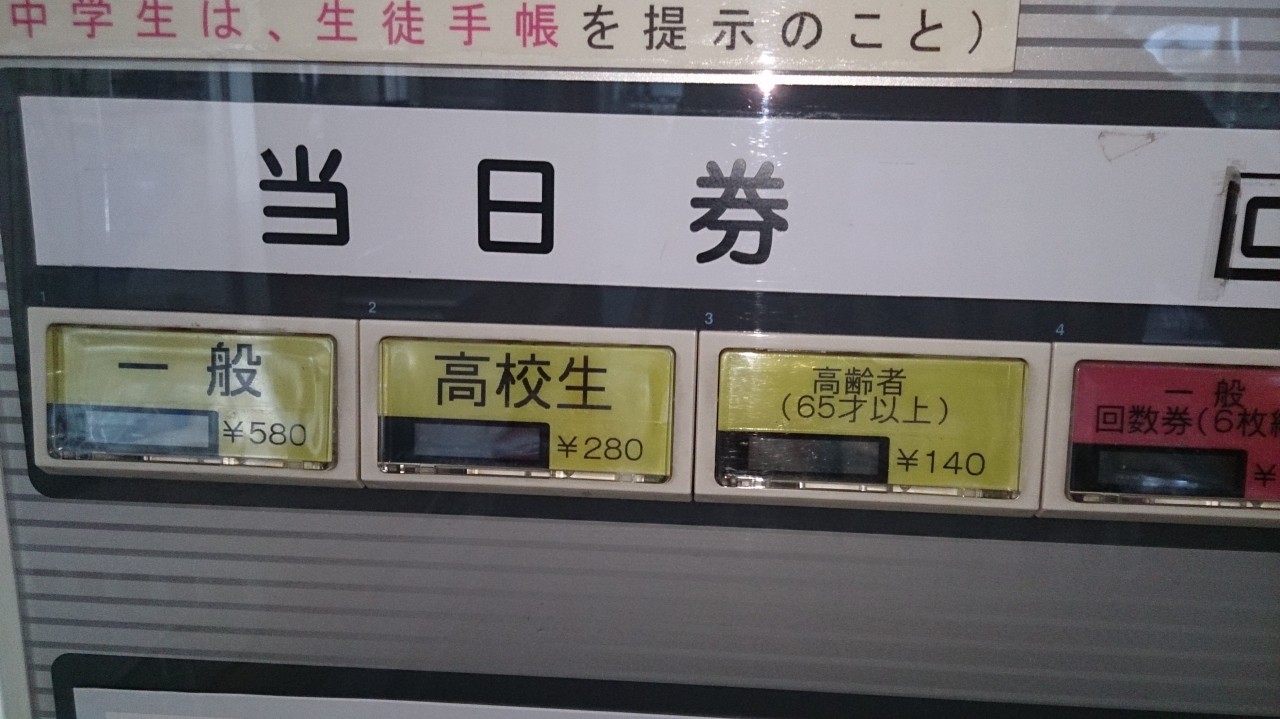 中学生は、生徒手帳を提示のこと）
当日券
回
1
一般
¥580
2
高校生
¥280
3
高齢者
（65才以上）
¥140
4
一般
回数券（6枚
¥